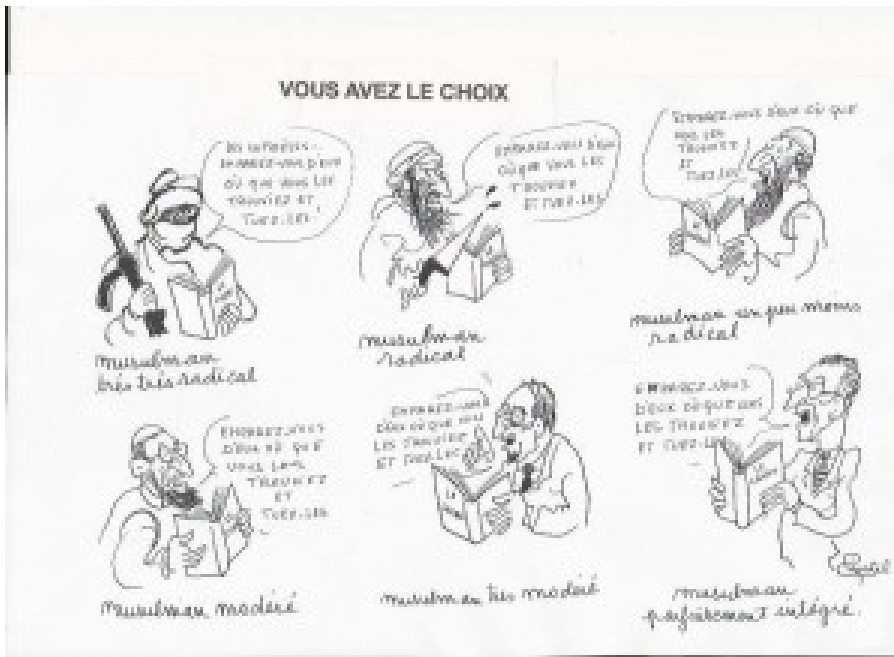 VOUS AVEZ LE CHOIX
EMPAREZ-VOUS D'EUX
OÙ QUE VOUS LES
TROUVIEZ ET
TUEZ-LES!
EMPAREZ-VOUS D'EUX
OÙ QUE VOUS LES
TROUVIEZ
ET TUEZ-LES
EMPAREZ-VOUS D'EUX OÙ QUE
VOUS LES
TROUVIEZ
ET
TUEZ-LES
musulman
très très radical
musulman
radical
musulman un peu moins
radical
EMPAREZ-VOUS
D'EUX OÙ QUE
VOUS LES
TROUVIEZ
ET
TUEZ-LES
EMPAREZ-VOUS
D'EUX OÙ QUE VOUS
LES TROUVIEZ
ET TUEZ-LES
EMPAREZ-VOUS
D'EUX OÙ QUE VOUS
LES TROUVIEZ
ET TUEZ-LES
musulman modéré
musulman très modéré
musulman
parfaitement intégré.